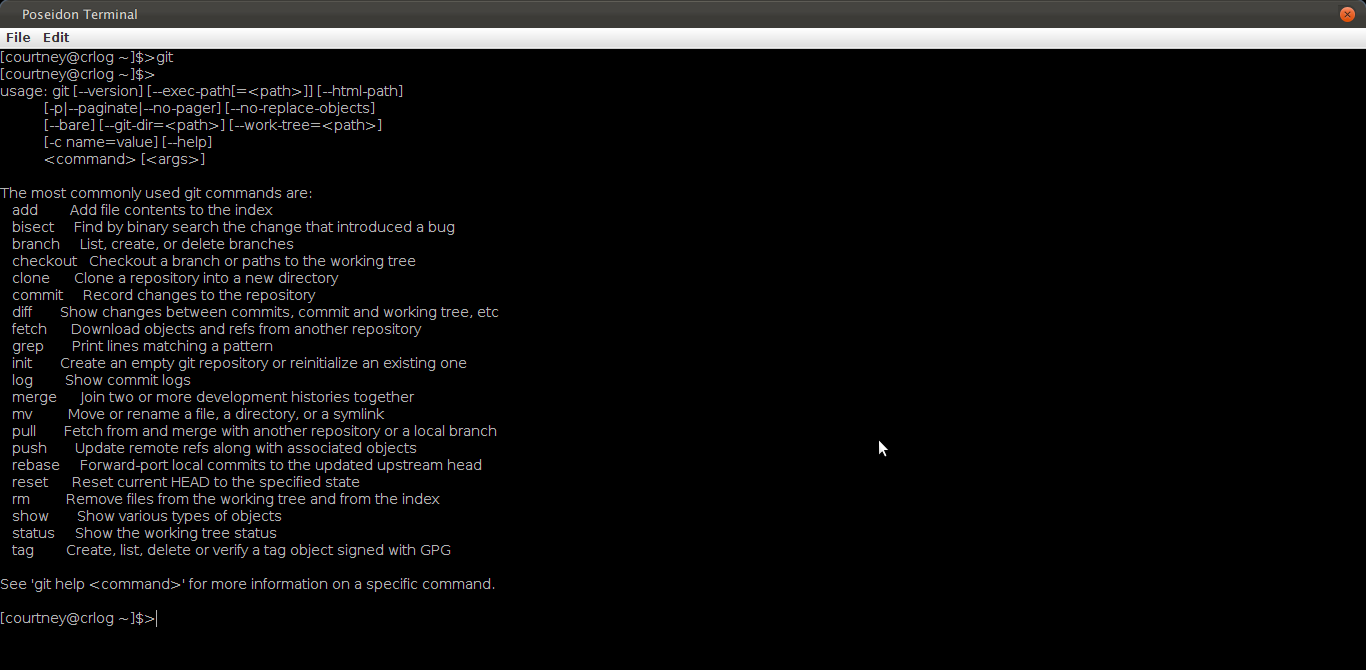 Poseidon Terminal
File Edit
[courtney@crlog ~]$>git
[courtney@crlog ~]$>
usage: git [--version] [--exec-path[=<path>]] [--html-path]
[-p|--paginate|--no-pager] [--no-replace-objects]
[--bare] [--git-dir=<path>] [--work-tree=<path>]
[-c name=value] [--help]
<command> [<args>]
The most commonly used git commands are:
add Add file contents to the index
bisect Find by binary search the change that introduced a bug
branch List, create, or delete branches
checkout Checkout a branch or paths to the working tree
clone Clone a repository into a new directory
commit Record changes to the repository
diff Show changes between commits, commit and working tree, etc
fetch Download objects and refs from another repository
grep Print lines matching a pattern
init Create an empty git repository or reinitialize an existing one
log Show commit logs
merge Join two or more development histories together
mv Move or rename a file, a directory, or a symlink
pull Fetch from and merge with another repository or a local branch
push Update remote refs along with associated objects
rebase Forward-port local commits to the updated upstream head
reset Reset current HEAD to the specified state
rm Remove files from the working tree and from the index
show Show various types of objects
status Show the working tree status
tag Create, list, delete or verify a tag object signed with GPG
See 'git help <command>' for more information on a specific command.
[courtney@crlog ~]$>